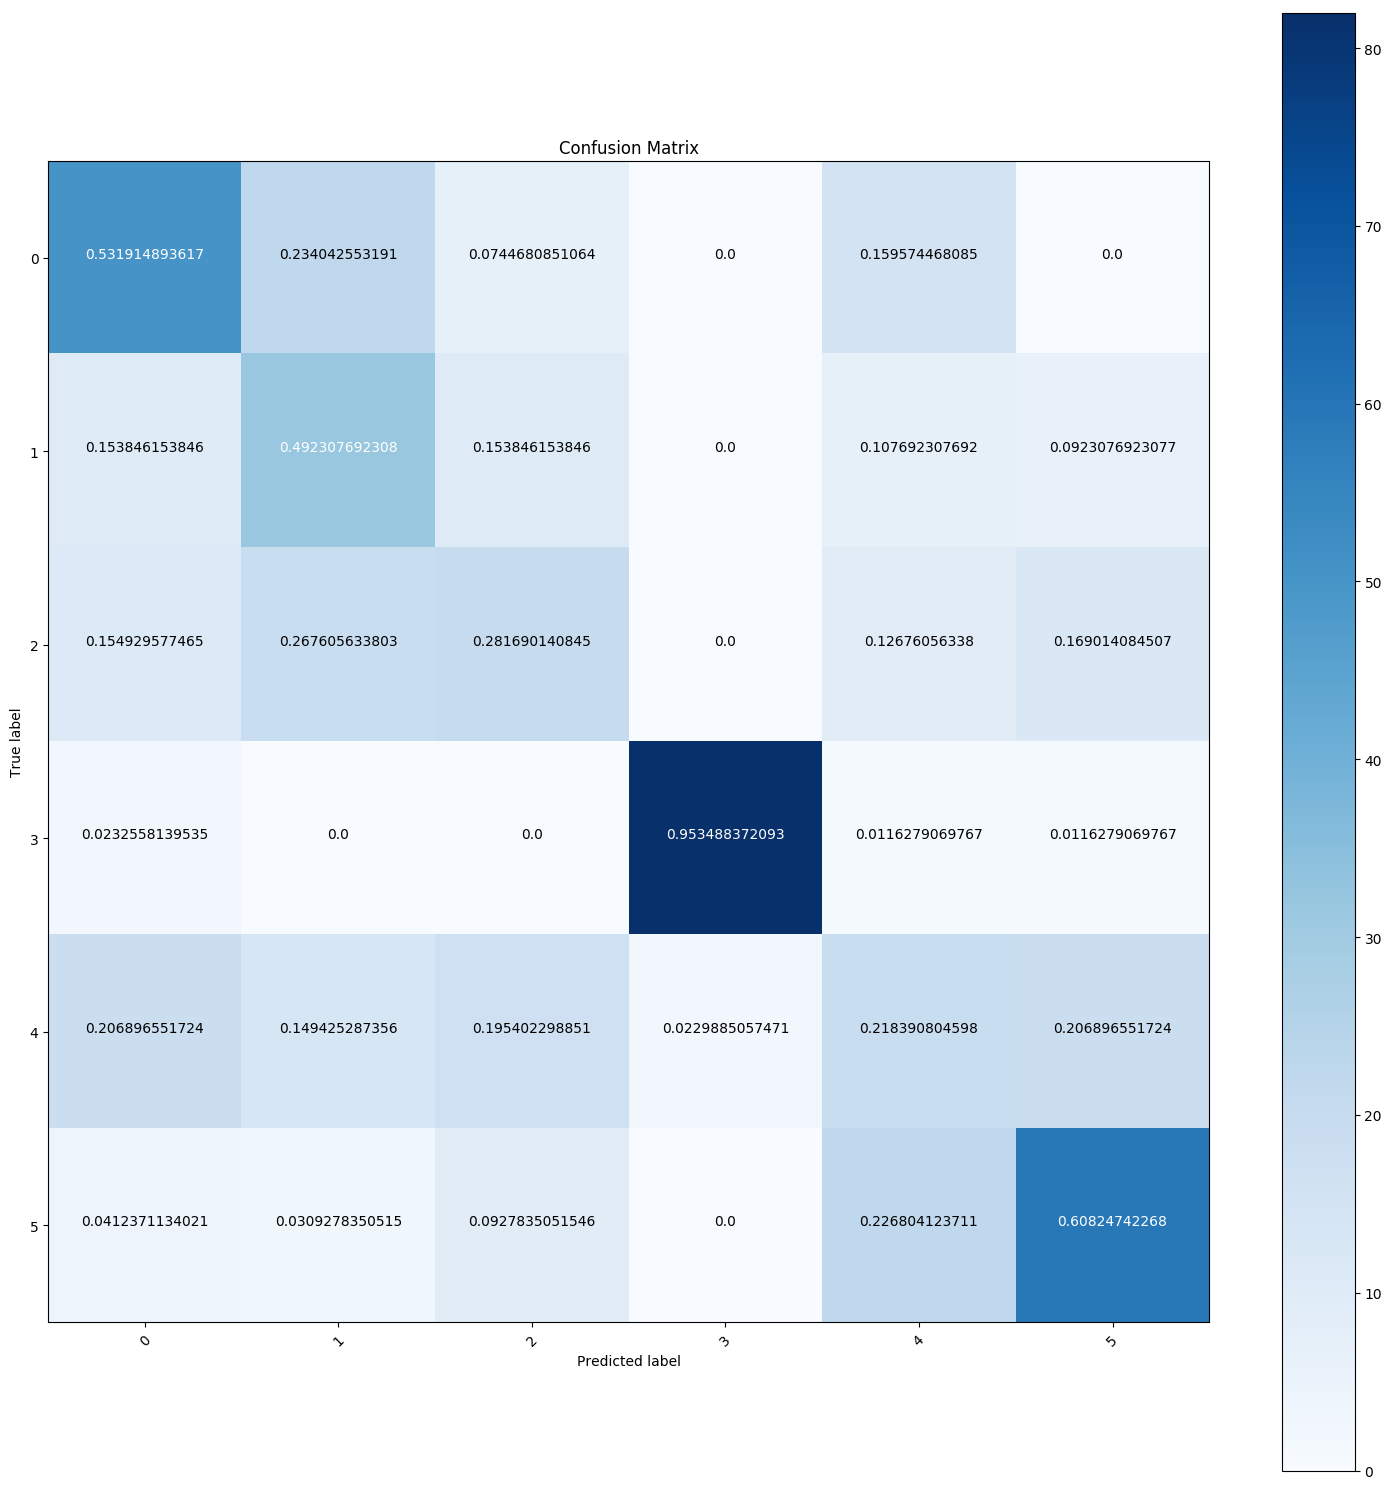 Confusion Matrix
0 0.531914893617 0.234042553191 0.0744680851064 0.0 0.159574468085 0.0
1 0.153846153846 0.492307692308 0.153846153846 0.0 0.107692307692 0.0923076923077
2 0.154929577465 0.267605633803 0.281690140845 0.0 0.12676056338 0.169014084507
3 0.0232558139535 0.0 0.0 0.953488372093 0.0116279069767 0.0116279069767
4 0.206896551724 0.149425287356 0.195402298851 0.0229885057471 0.218390804598 0.206896551724
5 0.0412371134021 0.0309278350515 0.0927835051546 0.0 0.226804123711 0.60824742268
0 1 2 3 4 5
Predicted label
True label
80
70
60
50
40
30
20
10
0